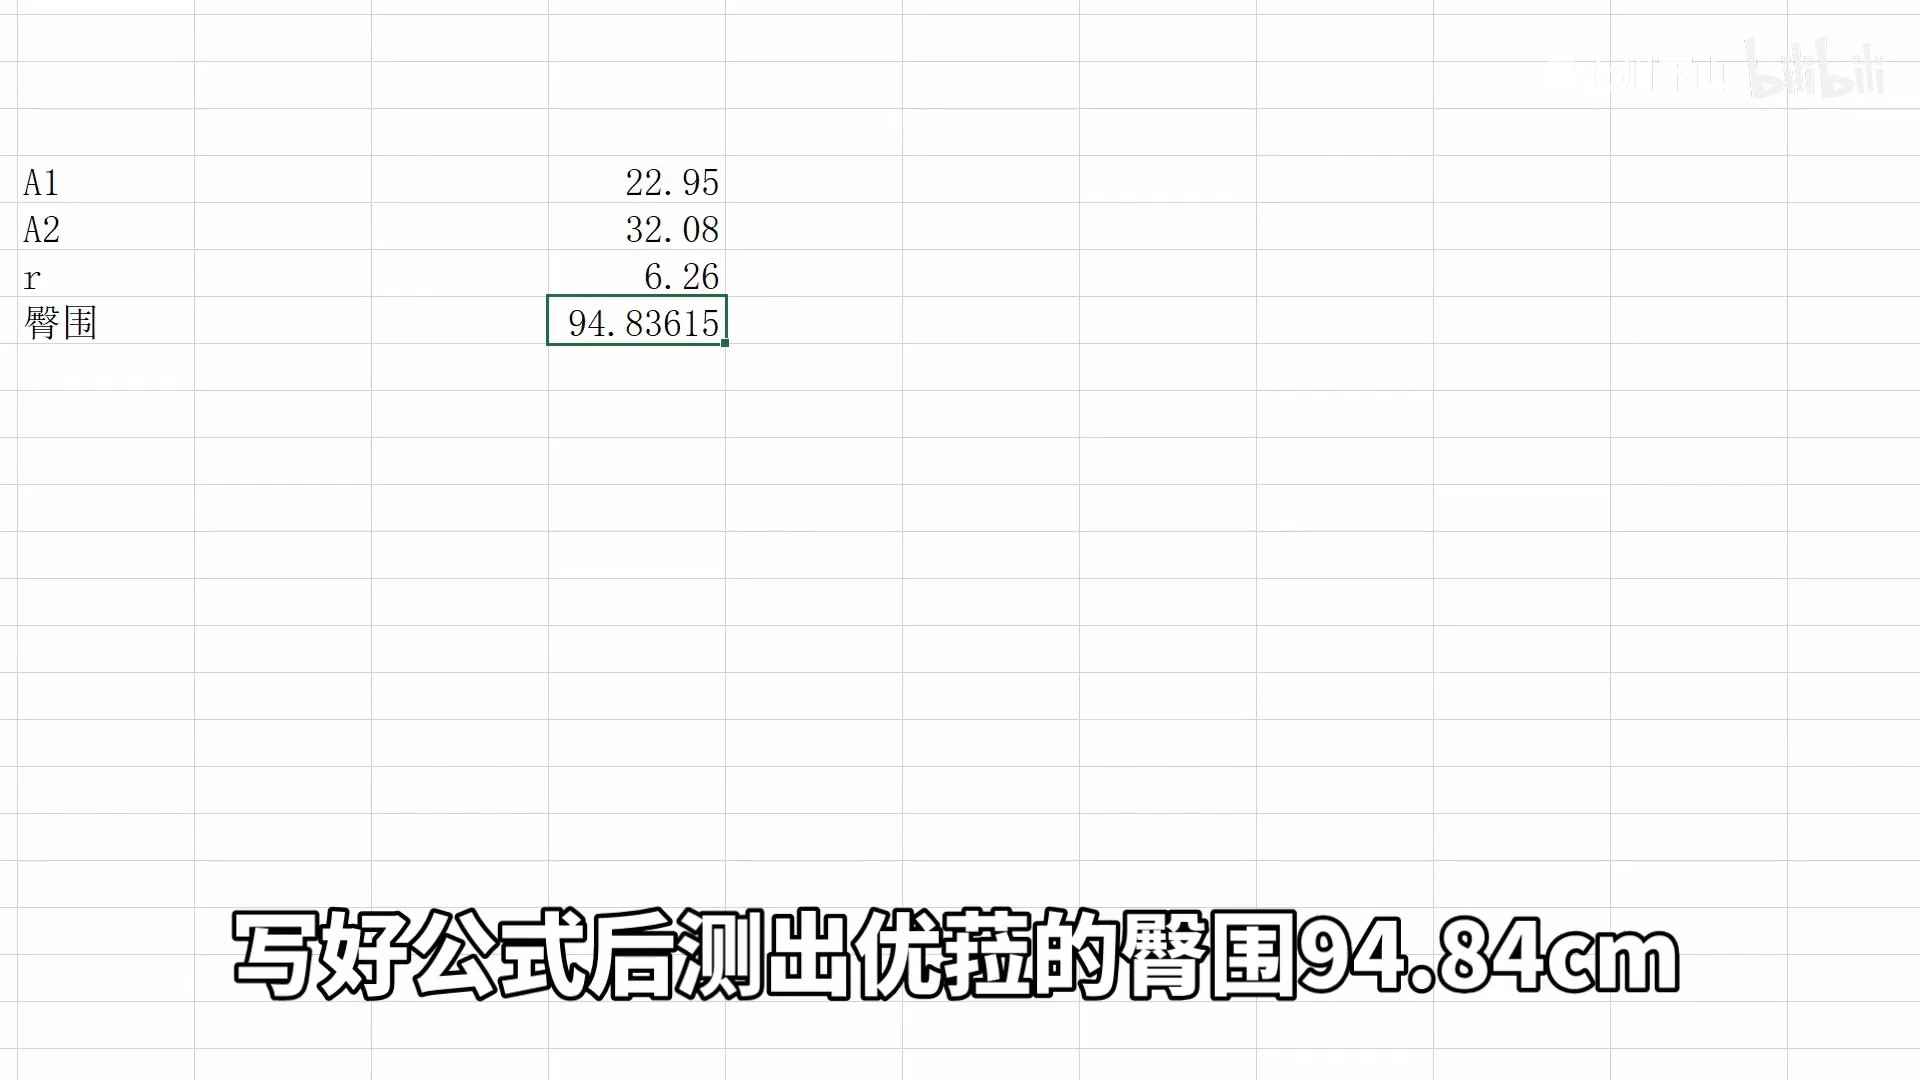 bilibili
A1 22.95
A2 32.08
r 6.26
臀围 94.83615
写好公式后测出优菈的臀围94.84cm